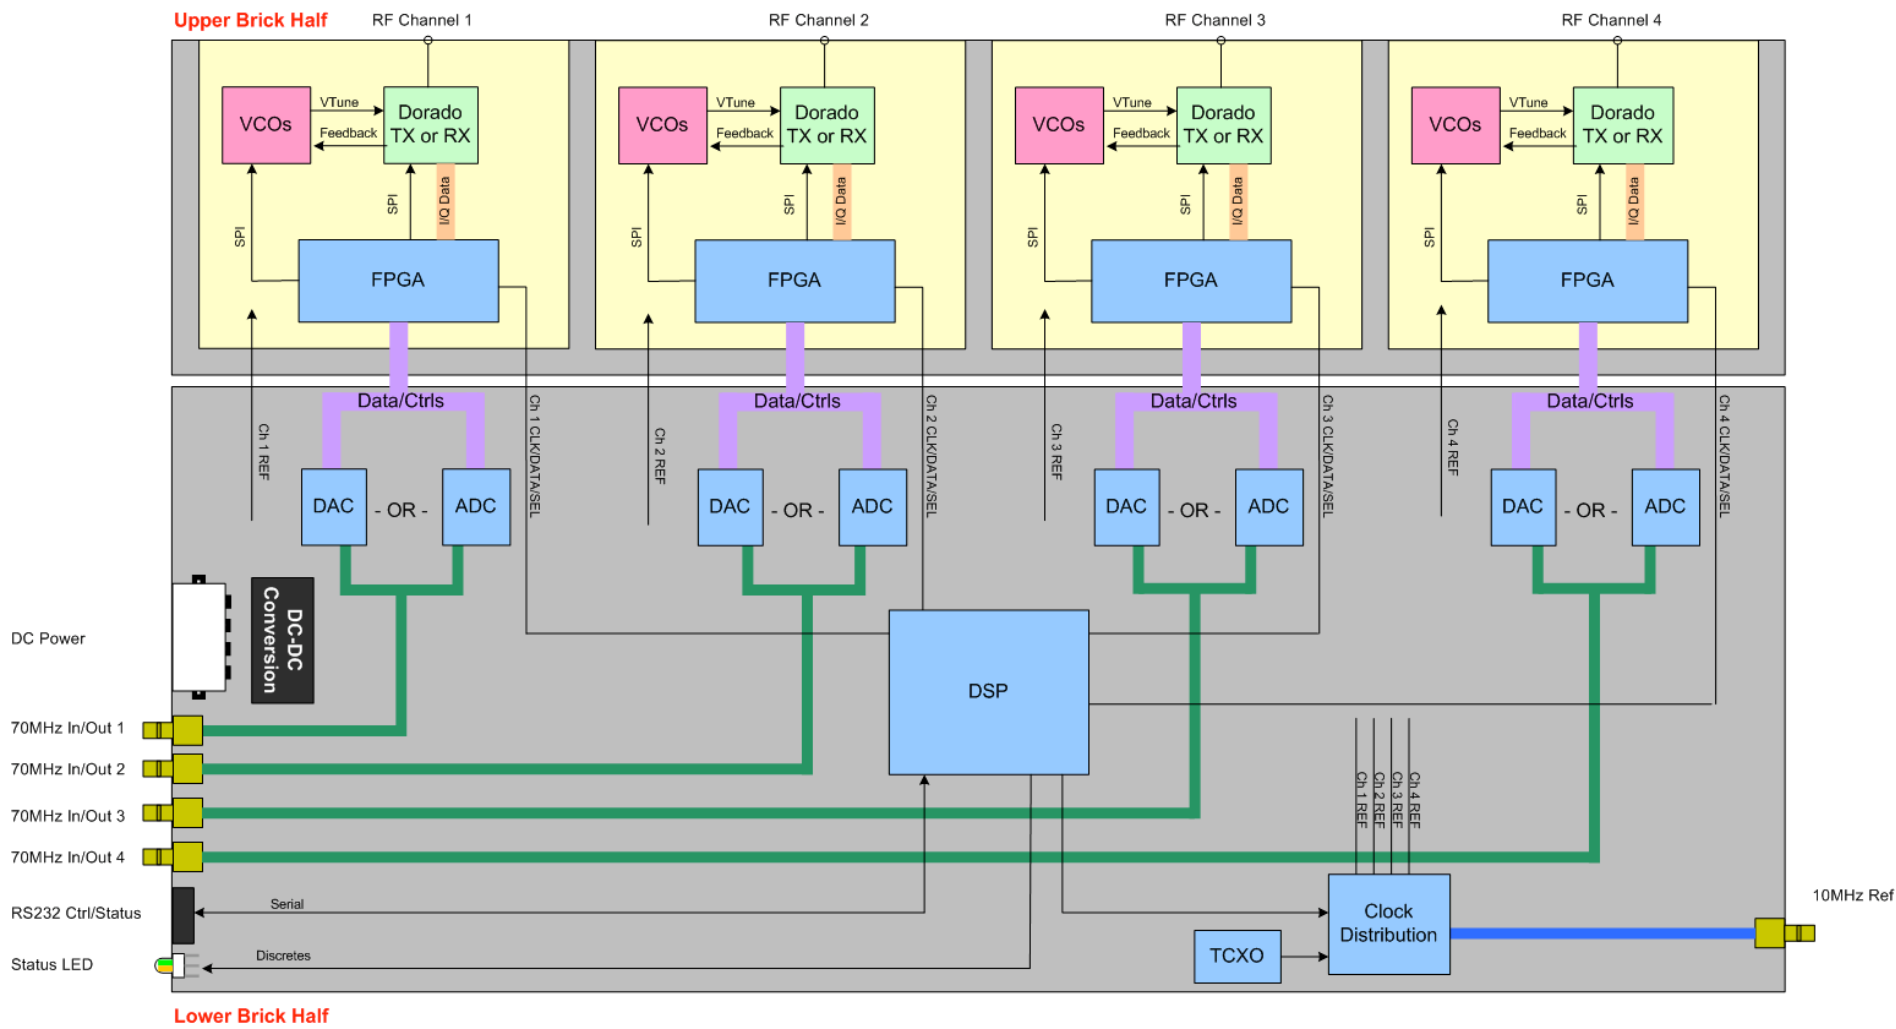 Upper Brick Half
RF Channel 1
RF Channel 2
RF Channel 3
RF Channel 4
VCOs
VTune
Feedback
Dorado
TX or RX
SPI
SPI
I/Q Data
FPGA
VCOs
VTune
Feedback
Dorado
TX or RX
SPI
SPI
I/Q Data
FPGA
VCOs
VTune
Feedback
Dorado
TX or RX
SPI
SPI
I/Q Data
FPGA
VCOs
VTune
Feedback
Dorado
TX or RX
SPI
SPI
I/Q Data
FPGA
Ch 1 REF
Data/Ctrls
DAC
- OR -
ADC
Ch 1 CLK/DATA/SEL
Ch 2 REF
Data/Ctrls
DAC
- OR -
ADC
Ch 2 CLK/DATA/SEL
Ch 3 REF
Data/Ctrls
DAC
- OR -
ADC
Ch 3 CLK/DATA/SEL
Ch 4 REF
Data/Ctrls
DAC
- OR -
ADC
Ch 4 CLK/DATA/SEL
DC Power
DC-DC
Conversion
DSP
70MHz In/Out 1
70MHz In/Out 2
70MHz In/Out 3
70MHz In/Out 4
Ch 1 REF
Ch 2 REF
Ch 3 REF
Ch 4 REF
RS232 Ctrl/Status
Serial
Clock
Distribution
10MHz Ref
Status LED
Discretes
TCXO
Lower Brick Half